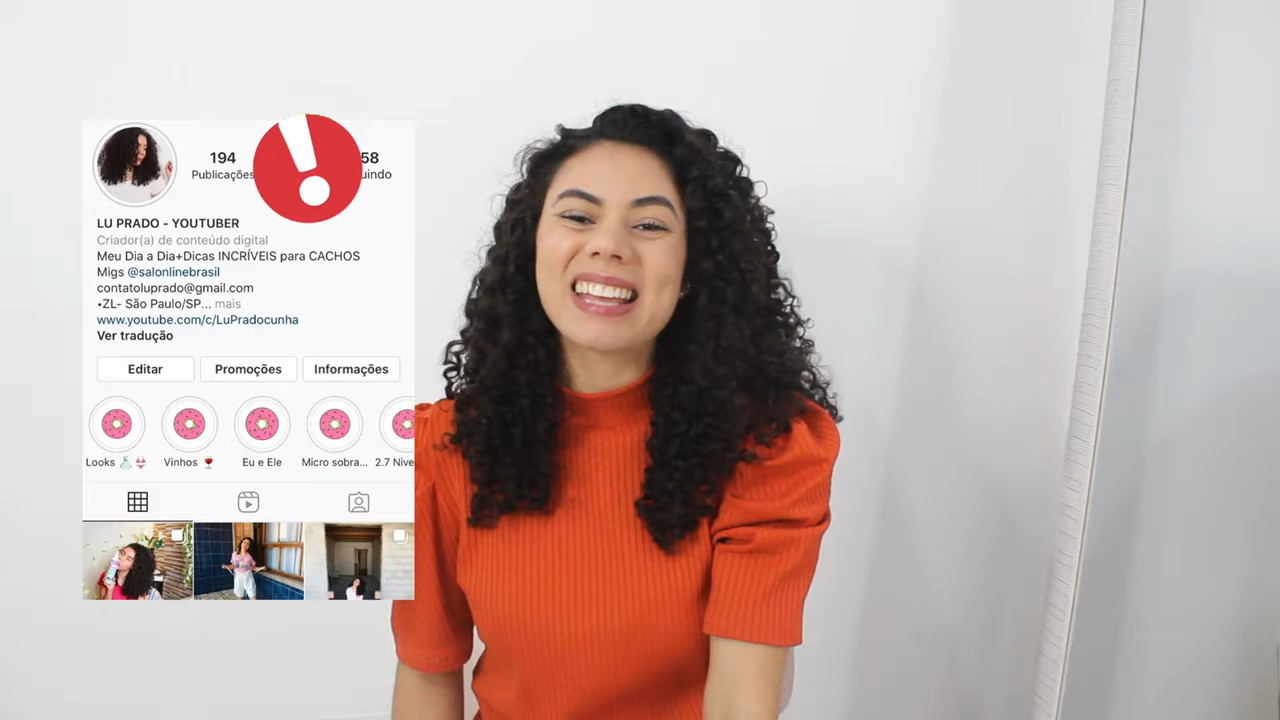 194
Publicações
58
uindo
LU PRADO - YOUTUBER
Criador(a) de conteúdo digital
Meu Dia a Dia+Dicas INCRÍVEIS para CACHOS
Migs @salonlinebrasil
contatoluprado@gmail.com
•ZL- São Paulo/SP... mais
www.youtube.com/c/LuPradocunha
Ver tradução
Editar Promoções Informações
Looks 👗👙 Vinhos 🍷 Eu e Ele Micro sobra... 2.7 Nive